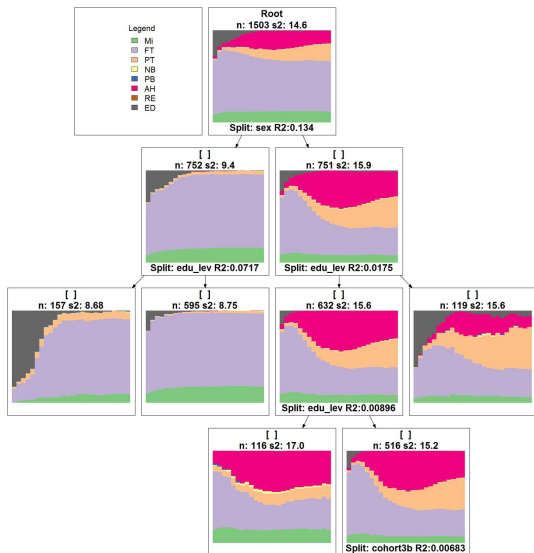 Legend
Mi
FT
PT
NB
PB
AH
RE
ED
Root
n: 1503 s2: 14.6
Split: sex R2:0.134
[ ]
n: 752 s2: 9.4
Split: edu_lev R2:0.0717
[ ]
n: 751 s2: 15.9
Split: edu_lev R2:0.0175
[ ]
n: 157 s2: 8.68
[ ]
n: 595 s2: 8.75
[ ]
n: 632 s2: 15.6
Split: edu_lev R2:0.00896
[ ]
n: 119 s2: 15.6
[ ]
n: 116 s2: 17.0
[ ]
n: 516 s2: 15.2
Split: cohort3b R2:0.00683